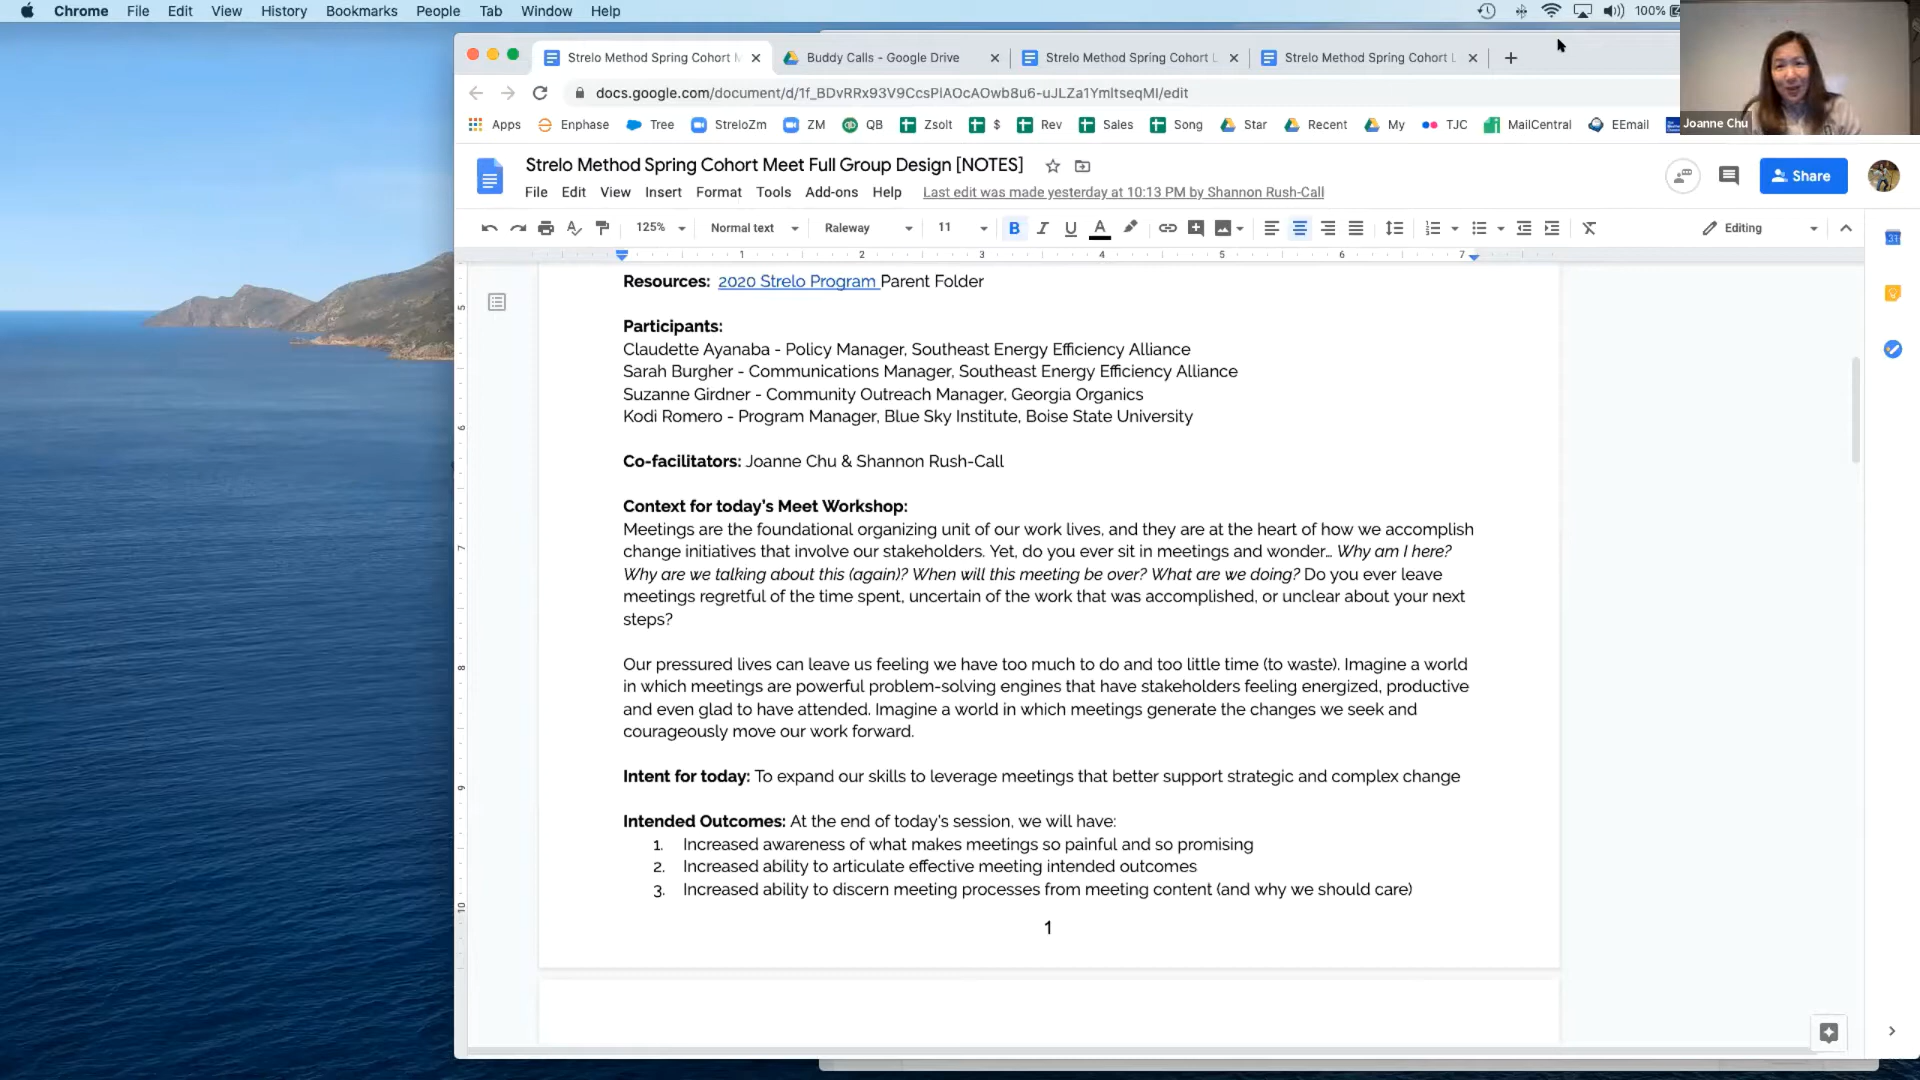 Chrome File Edit View History Bookmarks People Tab Window Help 100%
Strelo Method Spring Cohort M Buddy Calls - Google Drive Strelo Method Spring Cohort L Strelo Method Spring Cohort L
docs.google.com/document/d/1f_BDvRRx93V9CcsPlAOcAOwb8u6-uJLZa1YmltseqMI/edit
Joanne Chu
Apps Enphase Tree StreloZm ZM QB Zsolt $ Rev Sales Song Star Recent My TJC MailCentral EEmail
Strelo Method Spring Cohort Meet Full Group Design [NOTES]
Share
File Edit View Insert Format Tools Add-ons Help Last edit was made yesterday at 10:13 PM by Shannon Rush-Call
125% Normal text Raleway 11 B I U A Editing
1 2 3 4 5 6 7
Resources: 2020 Strelo Program Parent Folder
Participants:
Claudette Ayanaba - Policy Manager, Southeast Energy Efficiency Alliance
Sarah Burgher - Communications Manager, Southeast Energy Efficiency Alliance
Suzanne Girdner - Community Outreach Manager, Georgia Organics
Kodi Romero - Program Manager, Blue Sky Institute, Boise State University
Co-facilitators: Joanne Chu & Shannon Rush-Call
Context for today's Meet Workshop:
Meetings are the foundational organizing unit of our work lives, and they are at the heart of how we accomplish
change initiatives that involve our stakeholders. Yet, do you ever sit in meetings and wonder… Why am I here?
Why are we talking about this (again)? When will this meeting be over? What are we doing? Do you ever leave
meetings regretful of the time spent, uncertain of the work that was accomplished, or unclear about your next
steps?
Our pressured lives can leave us feeling we have too much to do and too little time (to waste). Imagine a world
in which meetings are powerful problem-solving engines that have stakeholders feeling energized, productive
and even glad to have attended. Imagine a world in which meetings generate the changes we seek and
courageously move our work forward.
Intent for today: To expand our skills to leverage meetings that better support strategic and complex change
Intended Outcomes: At the end of today's session, we will have:
1. Increased awareness of what makes meetings so painful and so promising
2. Increased ability to articulate effective meeting intended outcomes
3. Increased ability to discern meeting processes from meeting content (and why we should care)
1
5
6
7
8
9
10